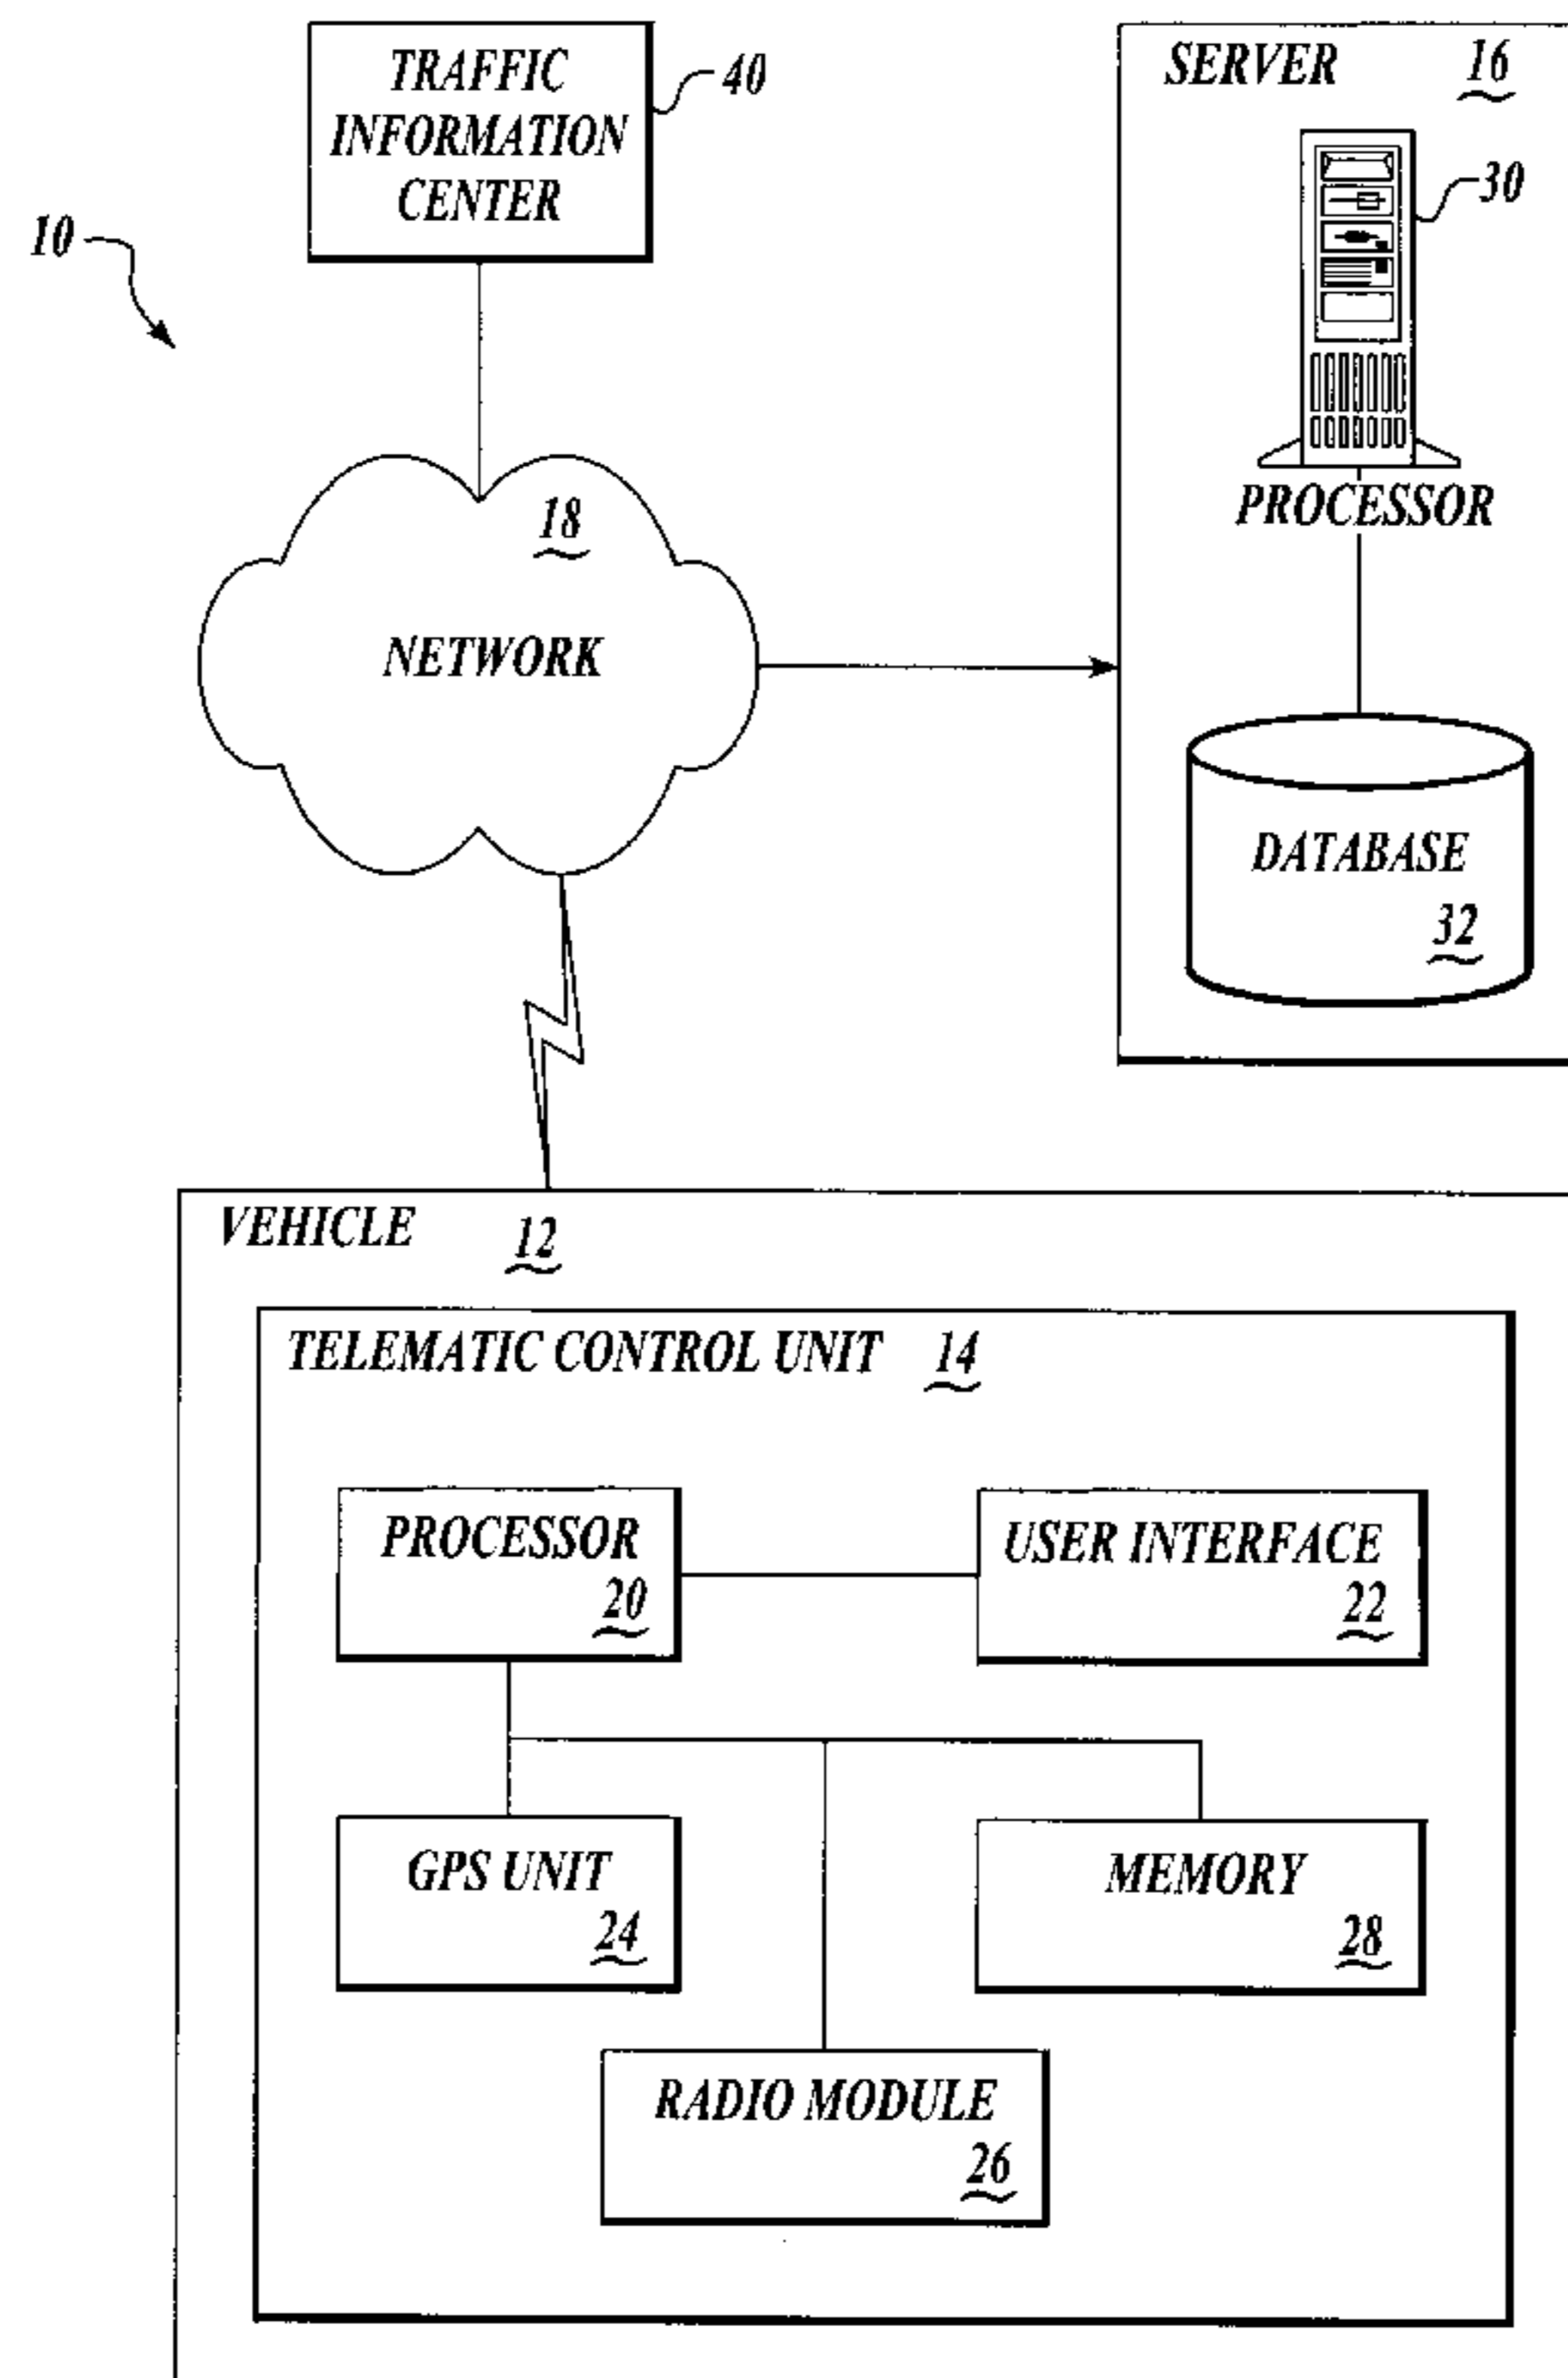 TRAFFIC
INFORMATION
CENTER
40
10
SERVER 16
30
PROCESSOR
18
NETWORK
DATABASE
32
VEHICLE 12
TELEMATIC CONTROL UNIT 14
PROCESSOR
20
USER INTERFACE
22
GPS UNIT
24
MEMORY
28
RADIO MODULE
26